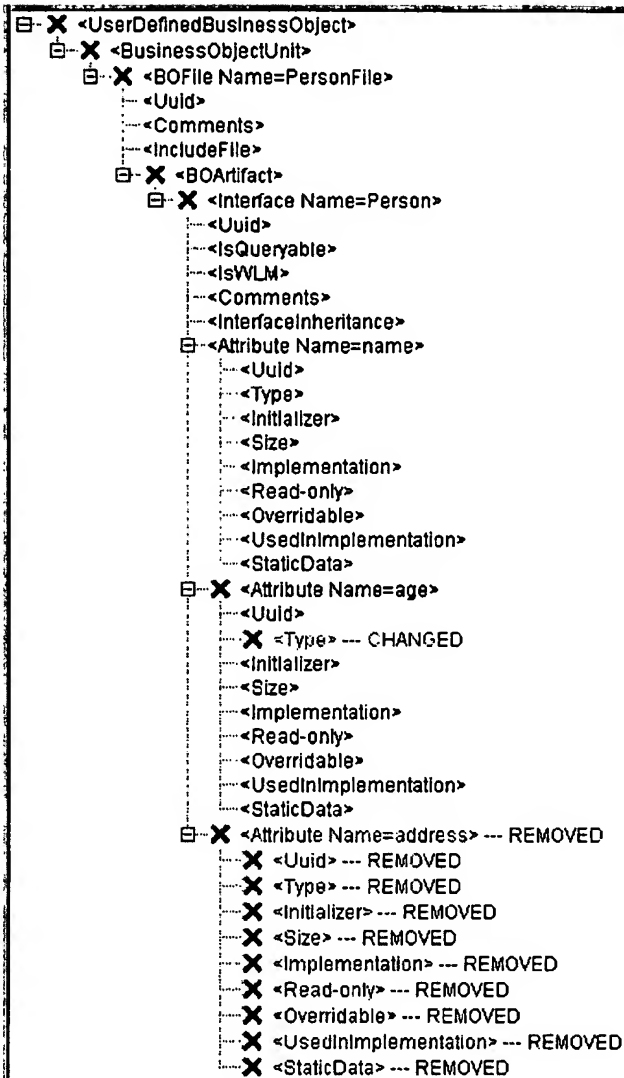 <UserDefinedBusinessObject>
<BusinessObjectUnit>
<BOFile Name=PersonFile>
<Uuid>
<Comments>
<IncludeFile>
<BOArtifact>
<Interface Name=Person>
<Uuid>
<IsQueryable>
<IsWLM>
<Comments>
<InterfaceInheritance>
<Attribute Name=name>
<Uuid>
<Type>
<Initializer>
<Size>
<Implementation>
<Read-only>
<Overridable>
<UsedInImplementation>
<StaticData>
<Attribute Name=age>
<Uuid>
<Type> --- CHANGED
<Initializer>
<Size>
<Implementation>
<Read-only>
<Overridable>
<UsedInImplementation>
<StaticData>
<Attribute Name=address> --- REMOVED
<Uuid> --- REMOVED
<Type> --- REMOVED
<Initializer> --- REMOVED
<Size> --- REMOVED
<Implementation> --- REMOVED
<Read-only> --- REMOVED
<Overridable> --- REMOVED
<UsedInImplementation> --- REMOVED
<StaticData> --- REMOVED